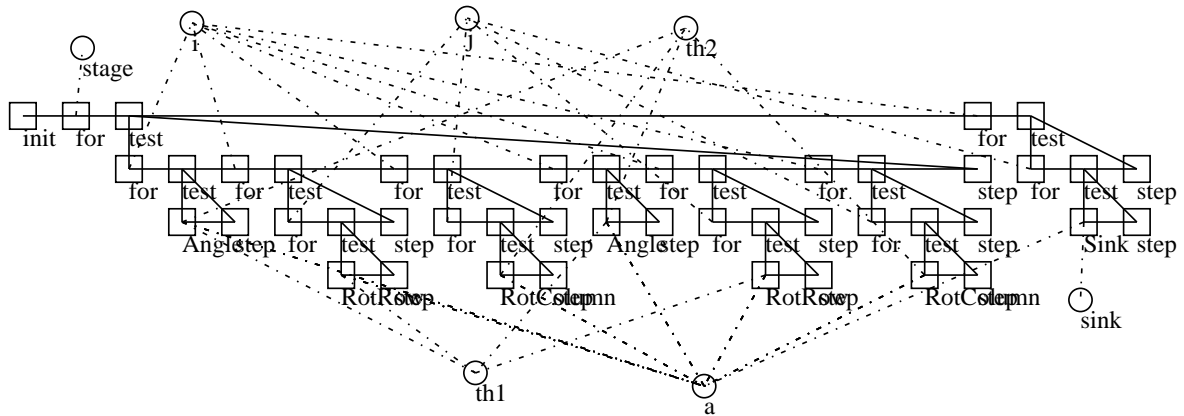 i
j
th2
stage
init for test for test
for test for test for test for test for test for test step for test step
Angle step for test step for test step Angle step for test step for test step Sink step
RotRow step RotColumn step RotRow step RotColumn step
sink
th1
a